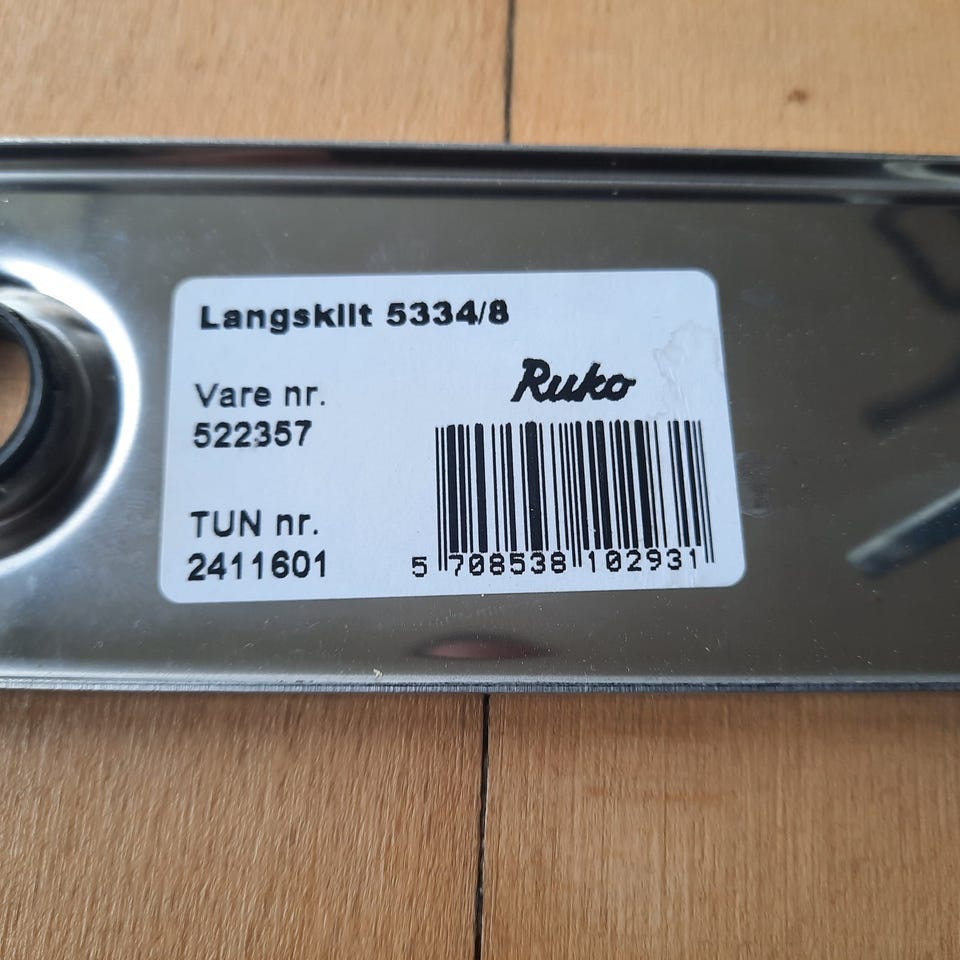 Langskilt 5334/8
Ruko
Vare nr.
522357
TUN nr.
2411601
5 708538 102931